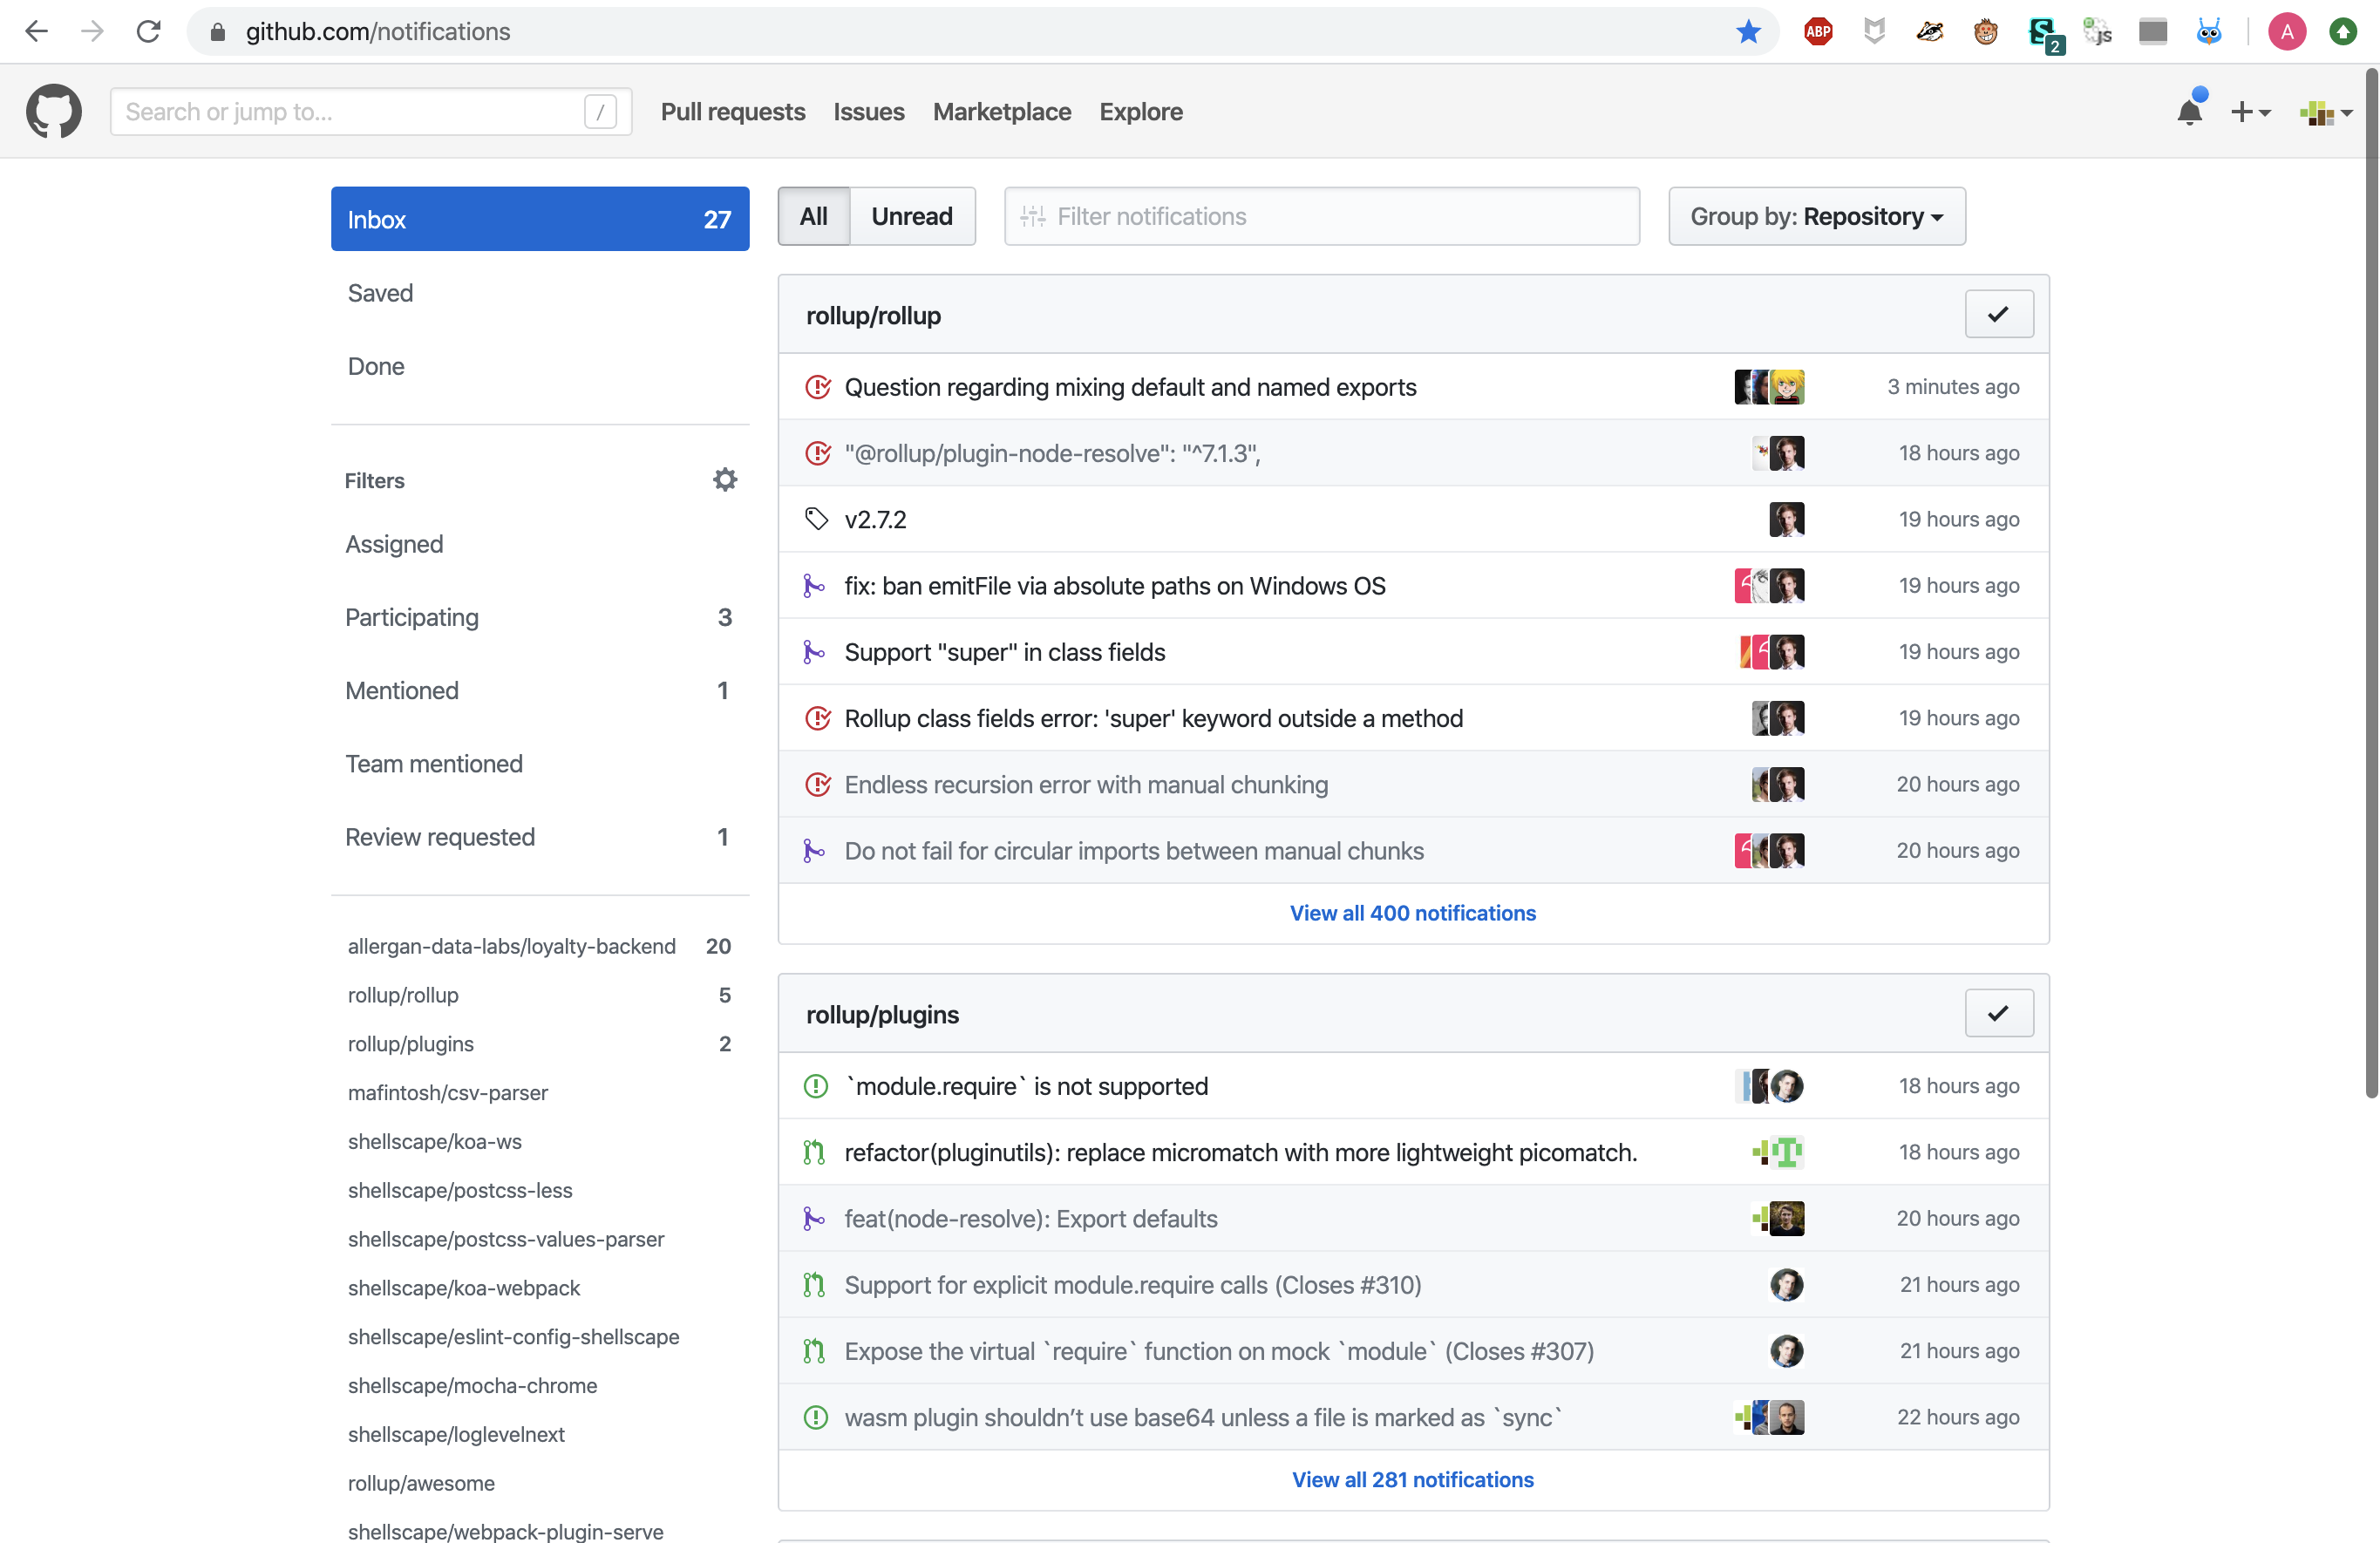 github.com/notifications
ABP
S
2
JS
A
Search or jump to...
/
Pull requests
Issues
Marketplace
Explore
Inbox 27
Saved
Done
Filters
Assigned
Participating 3
Mentioned 1
Team mentioned
Review requested 1
allergan-data-labs/loyalty-backend 20
rollup/rollup 5
rollup/plugins 2
mafintosh/csv-parser
shellscape/koa-ws
shellscape/postcss-less
shellscape/postcss-values-parser
shellscape/koa-webpack
shellscape/eslint-config-shellscape
shellscape/mocha-chrome
shellscape/loglevelnext
rollup/awesome
shellscape/webpack-plugin-serve
All
Unread
Filter notifications
Group by: Repository
rollup/rollup
Question regarding mixing default and named exports 3 minutes ago
"@rollup/plugin-node-resolve": "^7.1.3", 18 hours ago
v2.7.2 19 hours ago
fix: ban emitFile via absolute paths on Windows OS 19 hours ago
Support "super" in class fields 19 hours ago
Rollup class fields error: 'super' keyword outside a method 19 hours ago
Endless recursion error with manual chunking 20 hours ago
Do not fail for circular imports between manual chunks 20 hours ago
View all 400 notifications
rollup/plugins
`module.require` is not supported 18 hours ago
refactor(pluginutils): replace micromatch with more lightweight picomatch. 18 hours ago
feat(node-resolve): Export defaults 20 hours ago
Support for explicit module.require calls (Closes #310) 21 hours ago
Expose the virtual `require` function on mock `module` (Closes #307) 21 hours ago
wasm plugin shouldn’t use base64 unless a file is marked as `sync` 22 hours ago
View all 281 notifications